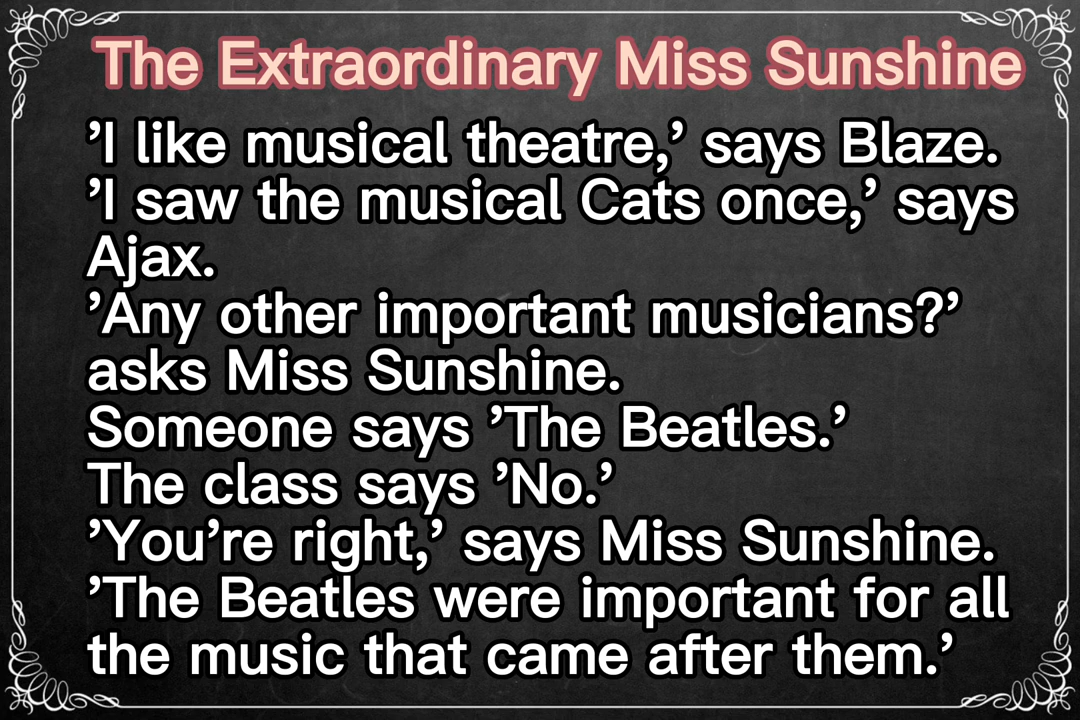 The Extraordinary Miss Sunshine
’I like musical theatre,’ says Blaze.
’I saw the musical Cats once,’ says
Ajax.
’Any other important musicians?’
asks Miss Sunshine.
Someone says ’The Beatles.’
The class says ’No.’
’You’re right,’ says Miss Sunshine.
’The Beatles were important for all
the music that came after them.’